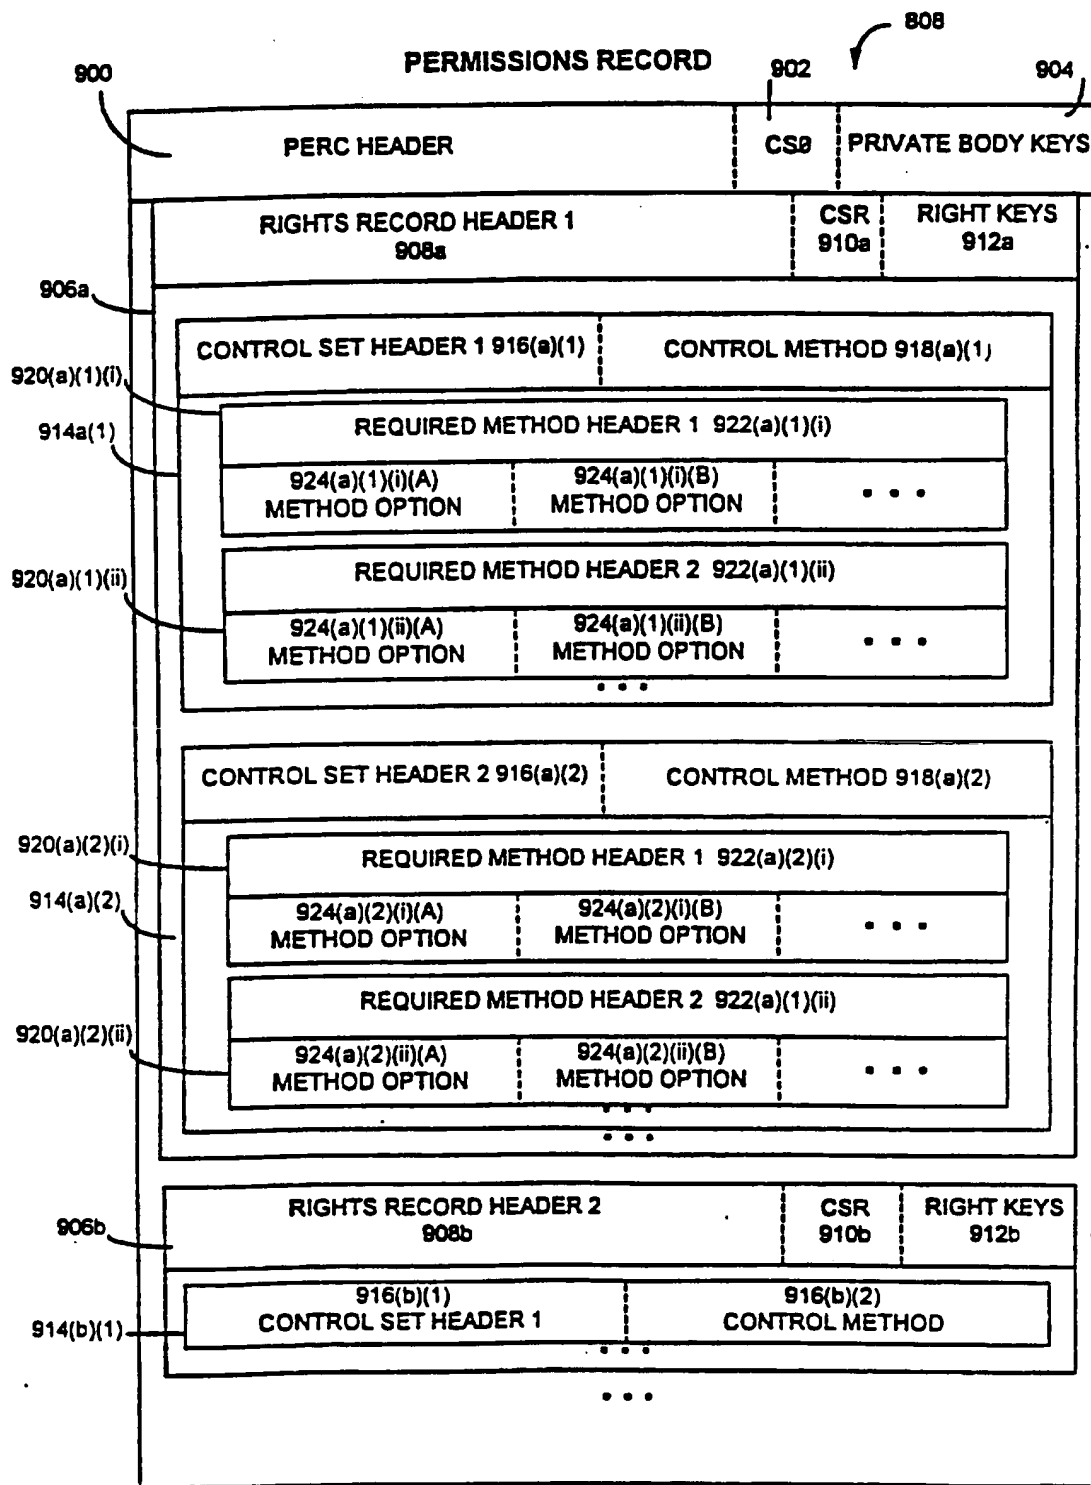 808
PERMISSIONS RECORD
900
902
904
PERC HEADER
CS0
PRIVATE BODY KEYS
RIGHTS RECORD HEADER 1
908a
CSR
910a
RIGHT KEYS
912a
906a
CONTROL SET HEADER 1 916(a)(1)
CONTROL METHOD 918(a)(1)
920(a)(1)(i)
REQUIRED METHOD HEADER 1 922(a)(1)(i)
914a(1)
924(a)(1)(i)(A)
METHOD OPTION
924(a)(1)(i)(B)
METHOD OPTION
• • •
REQUIRED METHOD HEADER 2 922(a)(1)(ii)
920(a)(1)(ii)
924(a)(1)(ii)(A)
METHOD OPTION
924(a)(1)(ii)(B)
METHOD OPTION
• • •
• • •
CONTROL SET HEADER 2 916(a)(2)
CONTROL METHOD 918(a)(2)
920(a)(2)(i)
REQUIRED METHOD HEADER 1 922(a)(2)(i)
914(a)(2)
924(a)(2)(i)(A)
METHOD OPTION
924(a)(2)(i)(B)
METHOD OPTION
• • •
REQUIRED METHOD HEADER 2 922(a)(1)(ii)
920(a)(2)(ii)
924(a)(2)(ii)(A)
METHOD OPTION
924(a)(2)(ii)(B)
METHOD OPTION
• • •
• • •
• • •
RIGHTS RECORD HEADER 2
908b
CSR
910b
RIGHT KEYS
912b
906b
916(b)(1)
CONTROL SET HEADER 1
916(b)(2)
CONTROL METHOD
914(b)(1)
• • •
• • •